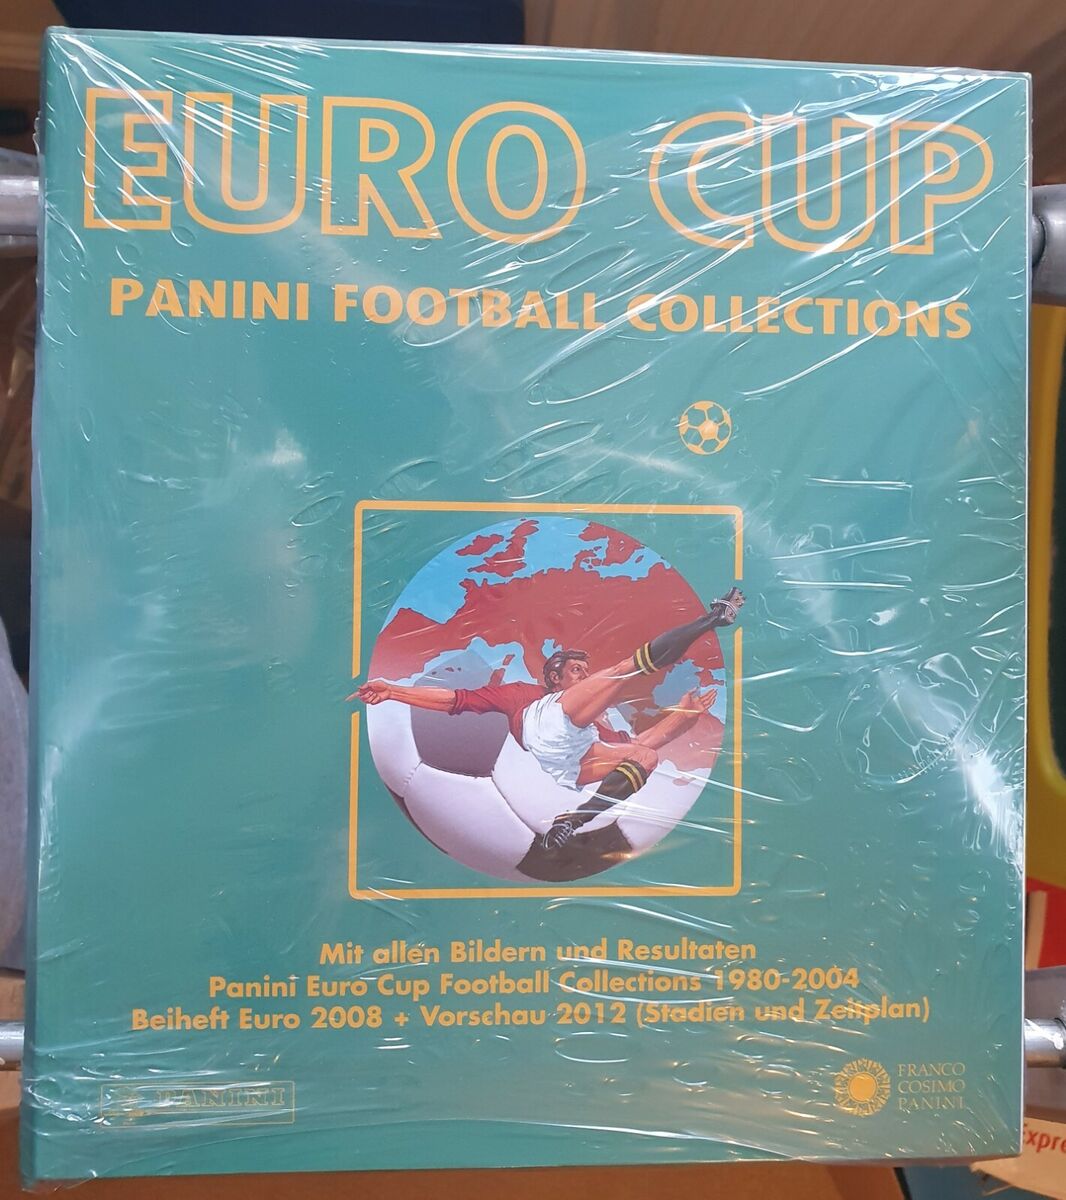 EURO CUP
PANINI FOOTBALL COLLECTIONS
Mit allen Bildern und Resultaten
Panini Euro Cup Football Collections 1980-2004
Beiheft Euro 2008 + Vorschau 2012 (Stadien und Zeitplan)
PANINI
FRANCO
COSIMO
PANINI